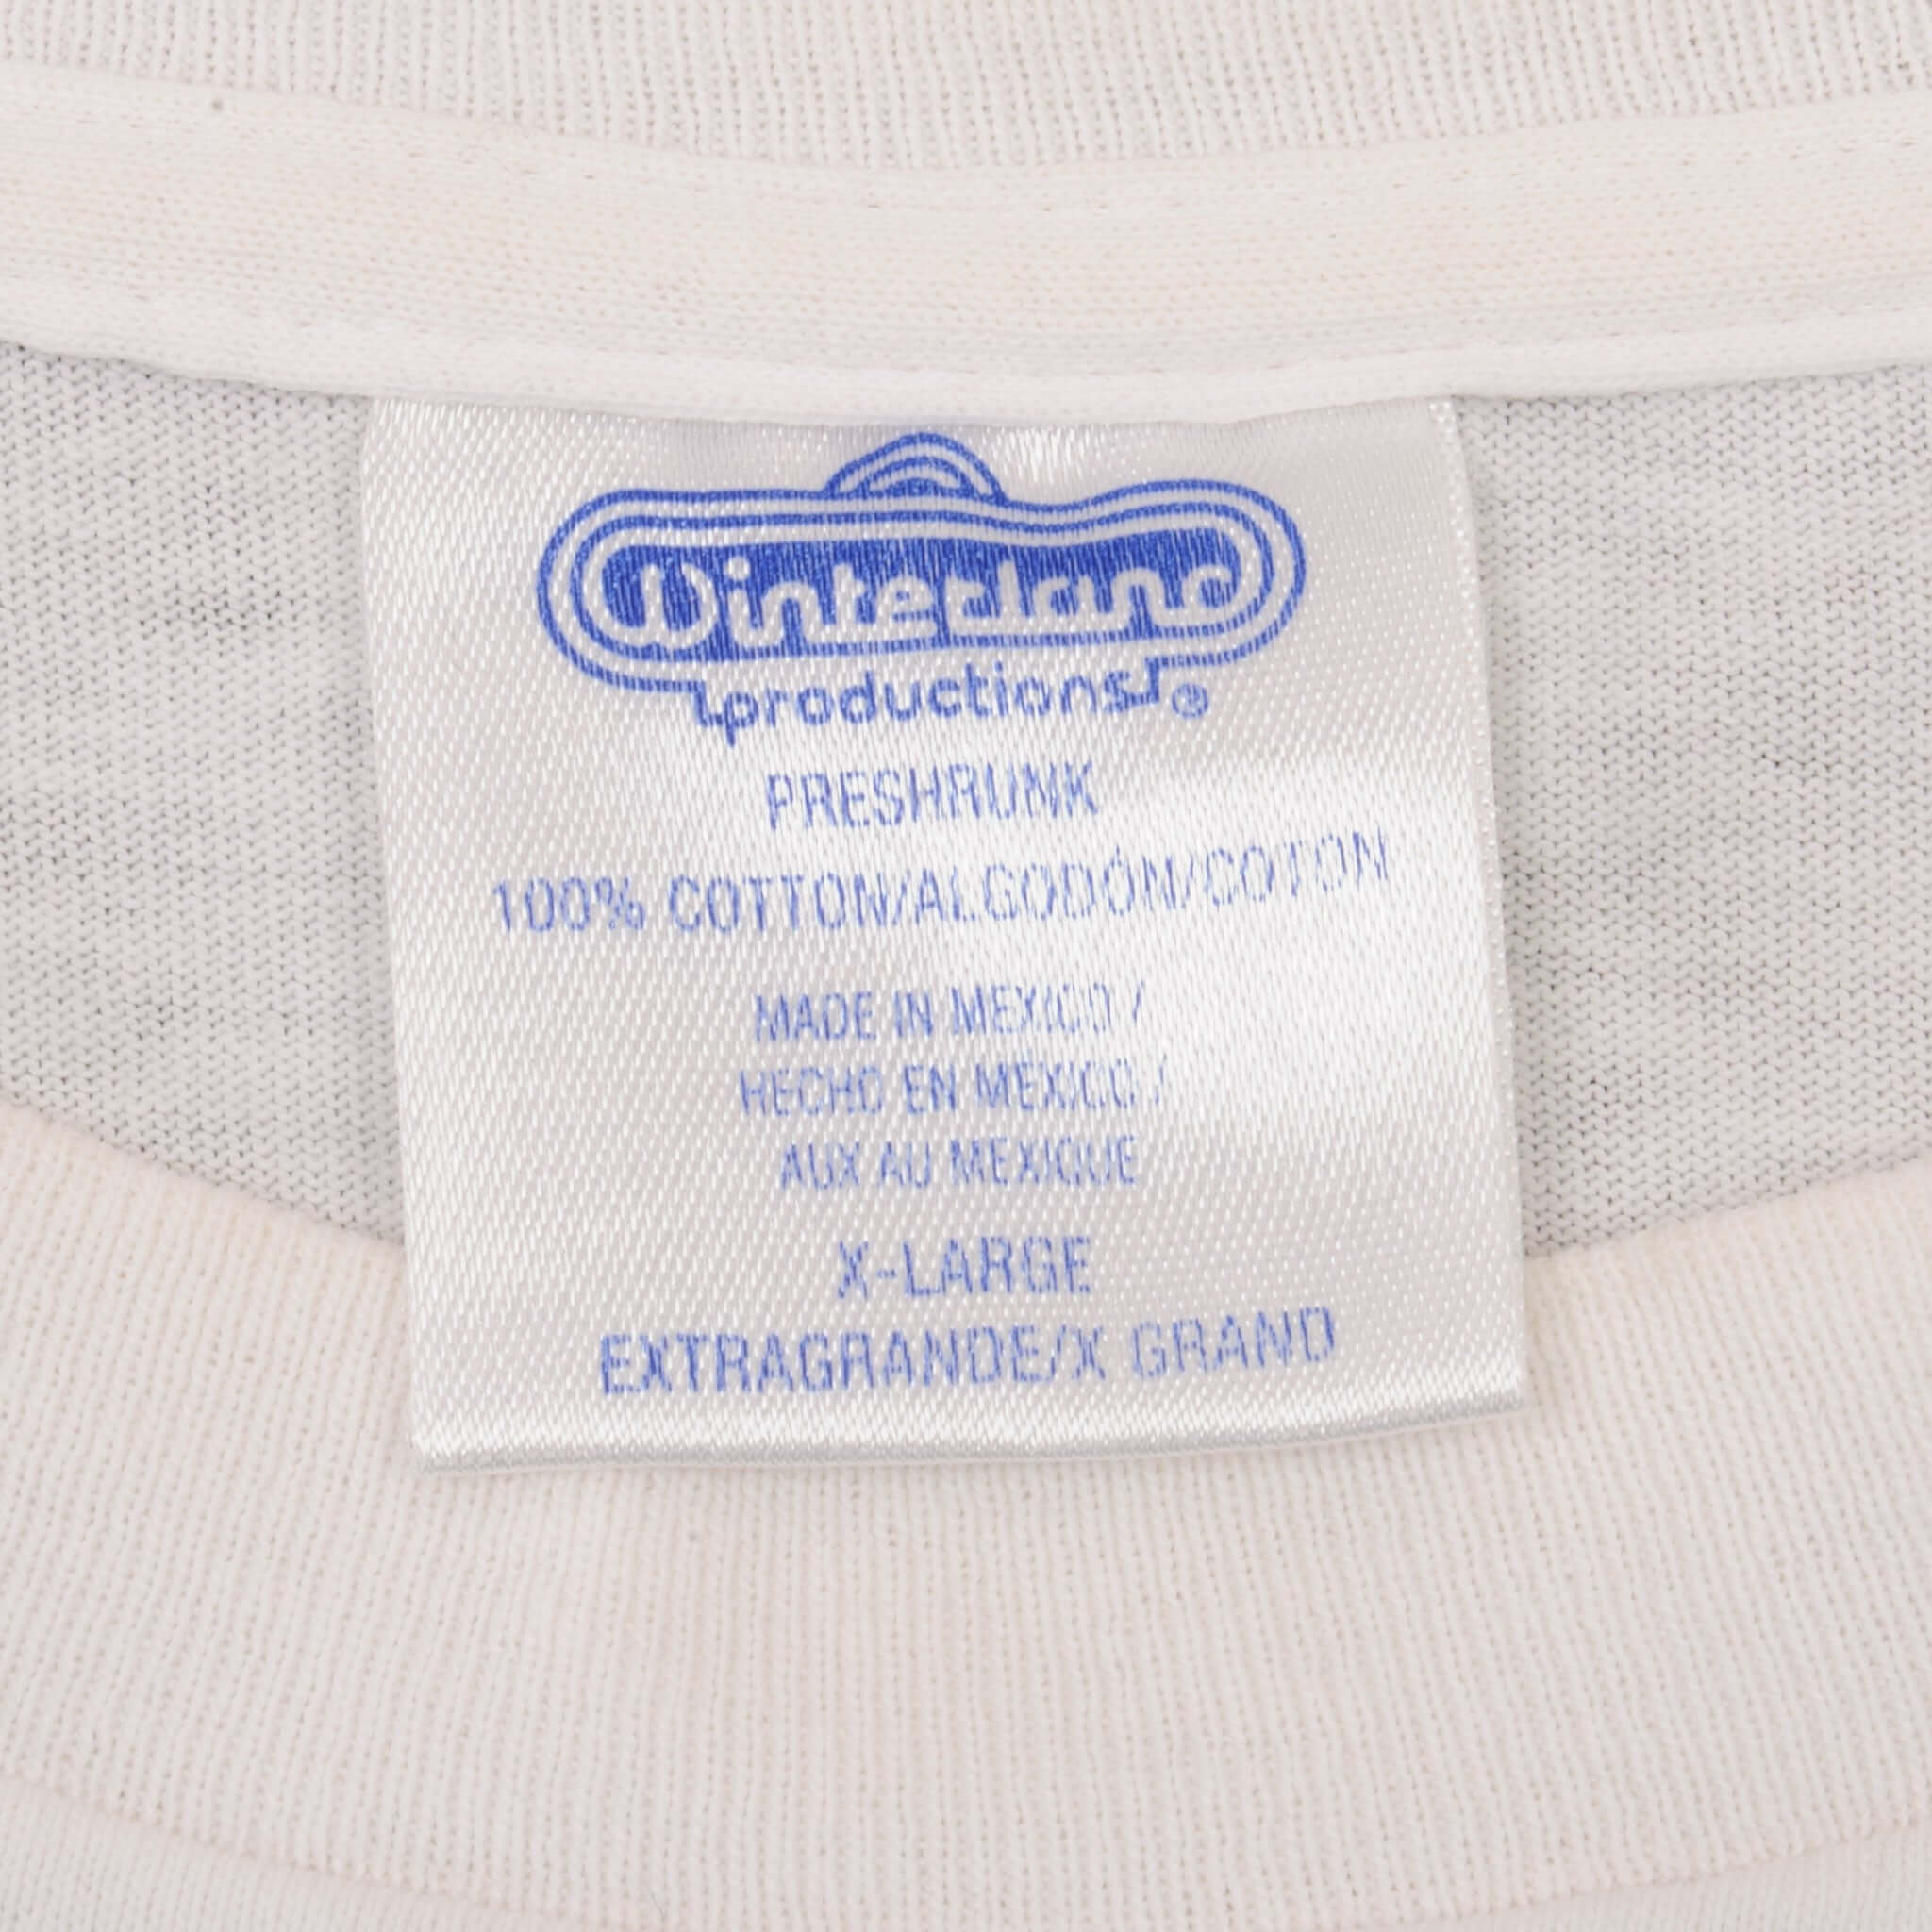 Winterland
productions®
PRESHRUNK
100% COTTON/ALGODÓN/COTON
MADE IN MEXICO /
HECHO EN MEXICO /
AUX AU MEXIQUE
X-LARGE
EXTRAGRANDE/X GRAND